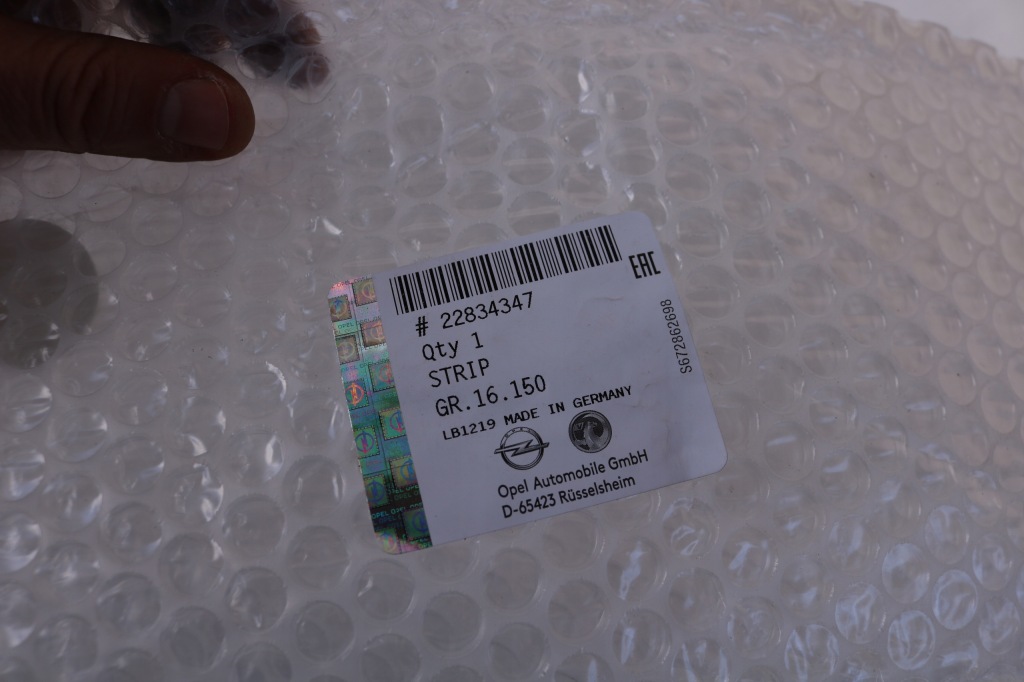 EAC
# 22834347
Qty 1
STRIP
GR.16.150
LB1219 MADE IN GERMANY
Opel Automobile GmbH
D-65423 Rüsselsheim
S672862698